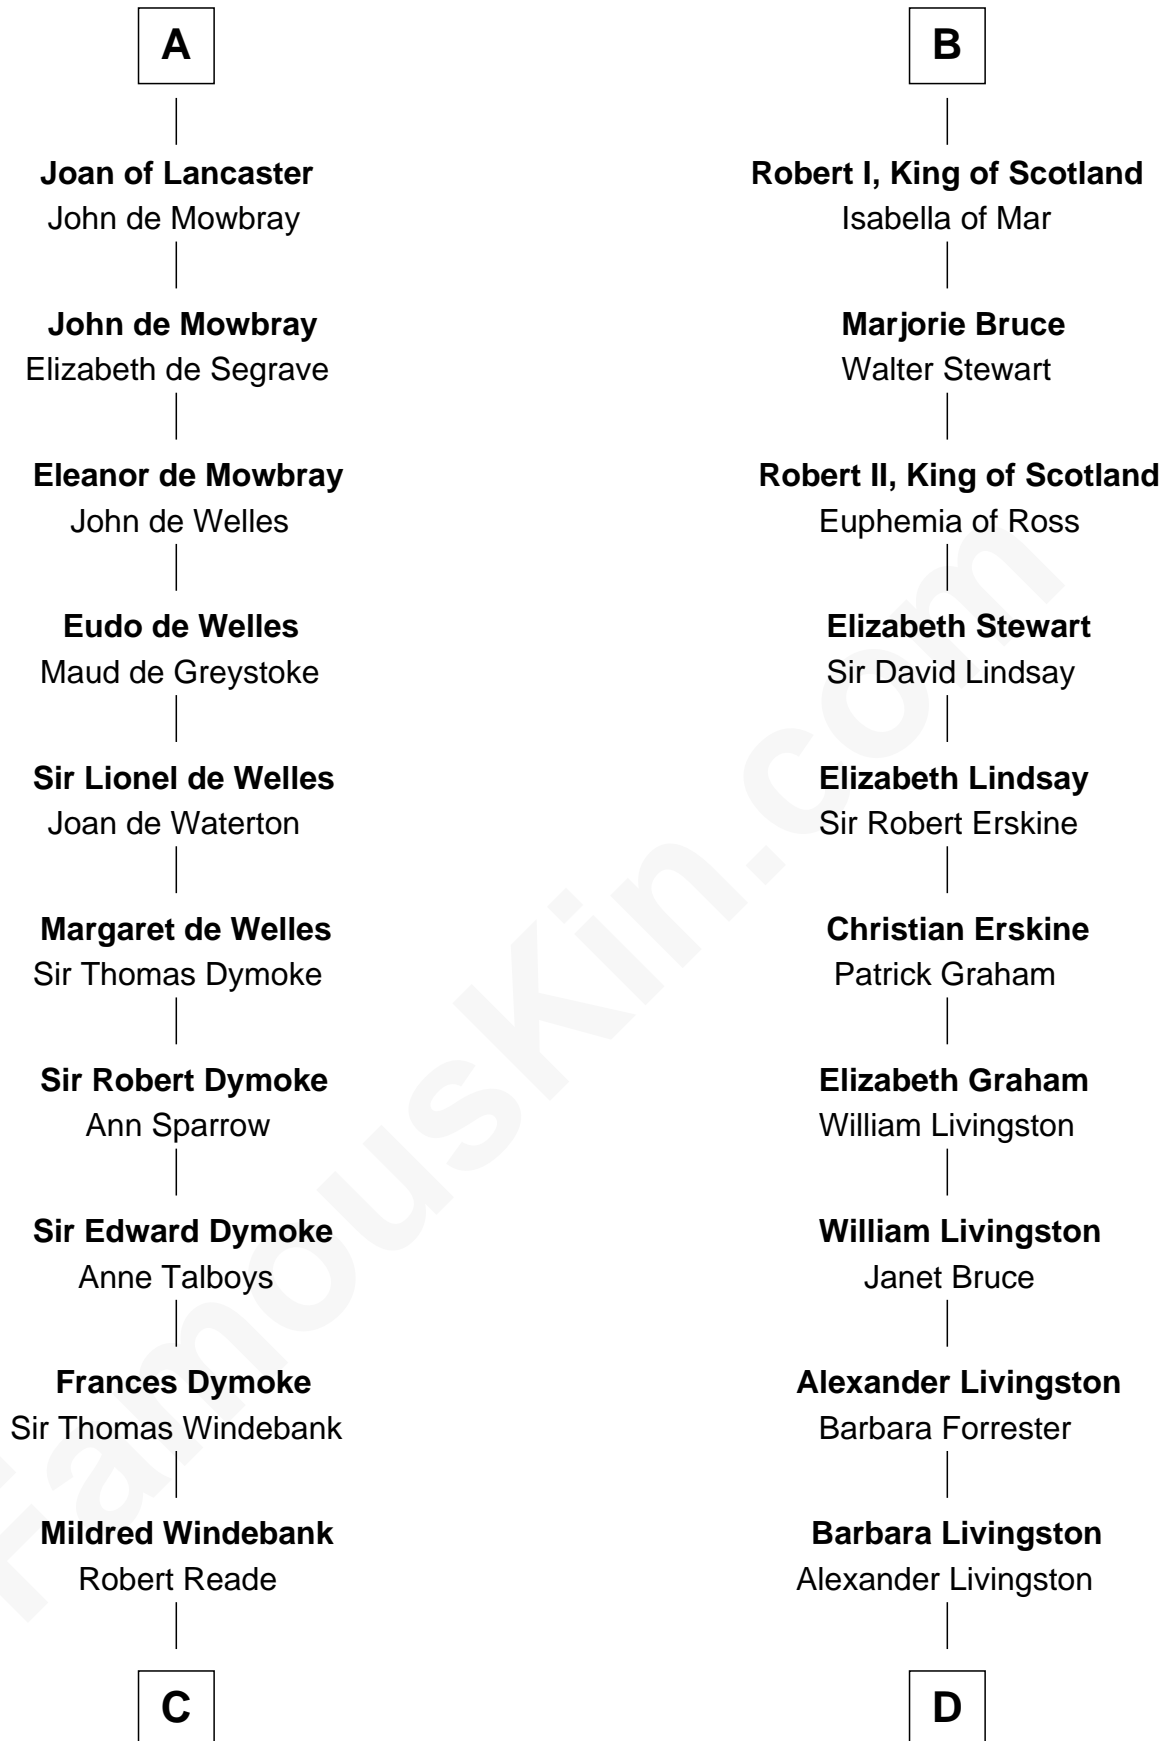 A
Joan of Lancaster
John de Mowbray
John de Mowbray
Elizabeth de Segrave
Eleanor de Mowbray
John de Welles
Eudo de Welles
Maud de Greystoke
Sir Lionel de Welles
Joan de Waterton
Margaret de Welles
Sir Thomas Dymoke
Sir Robert Dymoke
Ann Sparrow
Sir Edward Dymoke
Anne Talboys
Frances Dymoke
Sir Thomas Windebank
Mildred Windebank
Robert Reade
C
B
Robert I, King of Scotland
Isabella of Mar
Marjorie Bruce
Walter Stewart
Robert II, King of Scotland
Euphemia of Ross
Elizabeth Stewart
Sir David Lindsay
Elizabeth Lindsay
Sir Robert Erskine
Christian Erskine
Patrick Graham
Elizabeth Graham
William Livingston
William Livingston
Janet Bruce
Alexander Livingston
Barbara Forrester
Barbara Livingston
Alexander Livingston
D
FamousKin.com